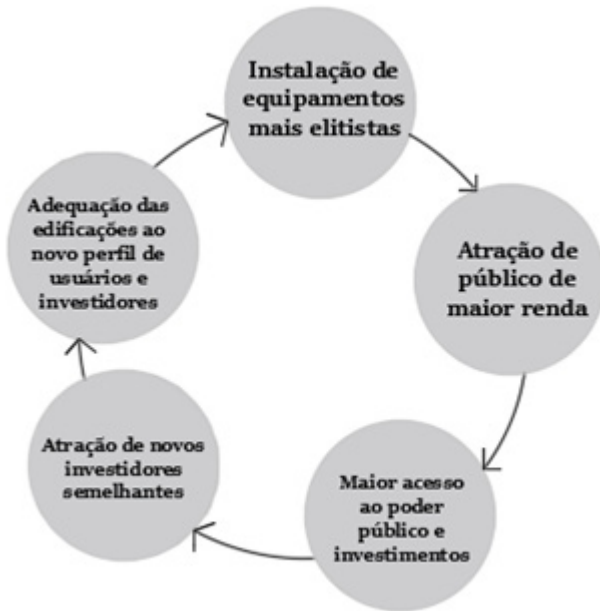 Instalação de
equipamentos
mais elitistas
Atração de
público de
maior renda
Maior acesso
ao poder
público e
investimentos
Atração de novos
investidores
semelhantes
Adequação das
edificações ao
novo perfil de
usuários e
investidores